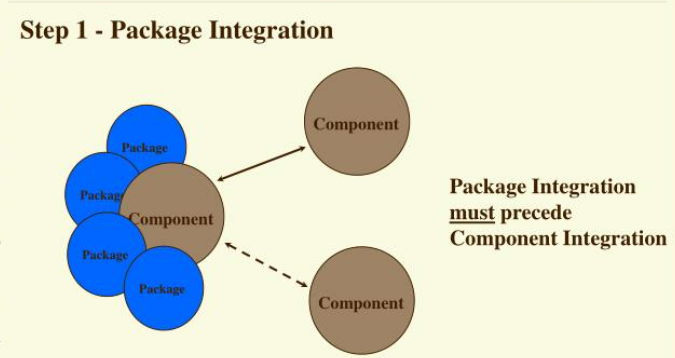 Step 1 - Package Integration
Component
Package
Package
Component
Package
Package
Component
Package Integration
must precede
Component Integration